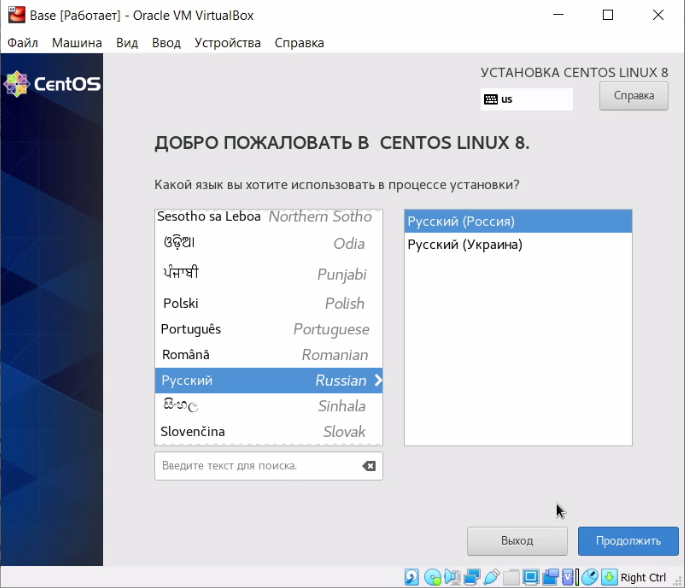 Base [Работает] - Oracle VM VirtualBox
Файл Машина Вид Ввод Устройства Справка
CentOS
УСТАНОВКА CENTOS LINUX 8
us
Справка
ДОБРО ПОЖАЛОВАТЬ В CENTOS LINUX 8.
Какой язык вы хотите использовать в процессе установки?
Sesotho sa Leboa Northern Sotho
ଓଡ଼ିଆ Odia
ਪੰਜਾਬੀ Punjabi
Polski Polish
Português Portuguese
Română Romanian
Русский Russian
සිංහල Sinhala
Slovenčina Slovak
Русский (Россия)
Русский (Украина)
Введите текст для поиска.
Выход
Продолжить
Right Ctrl